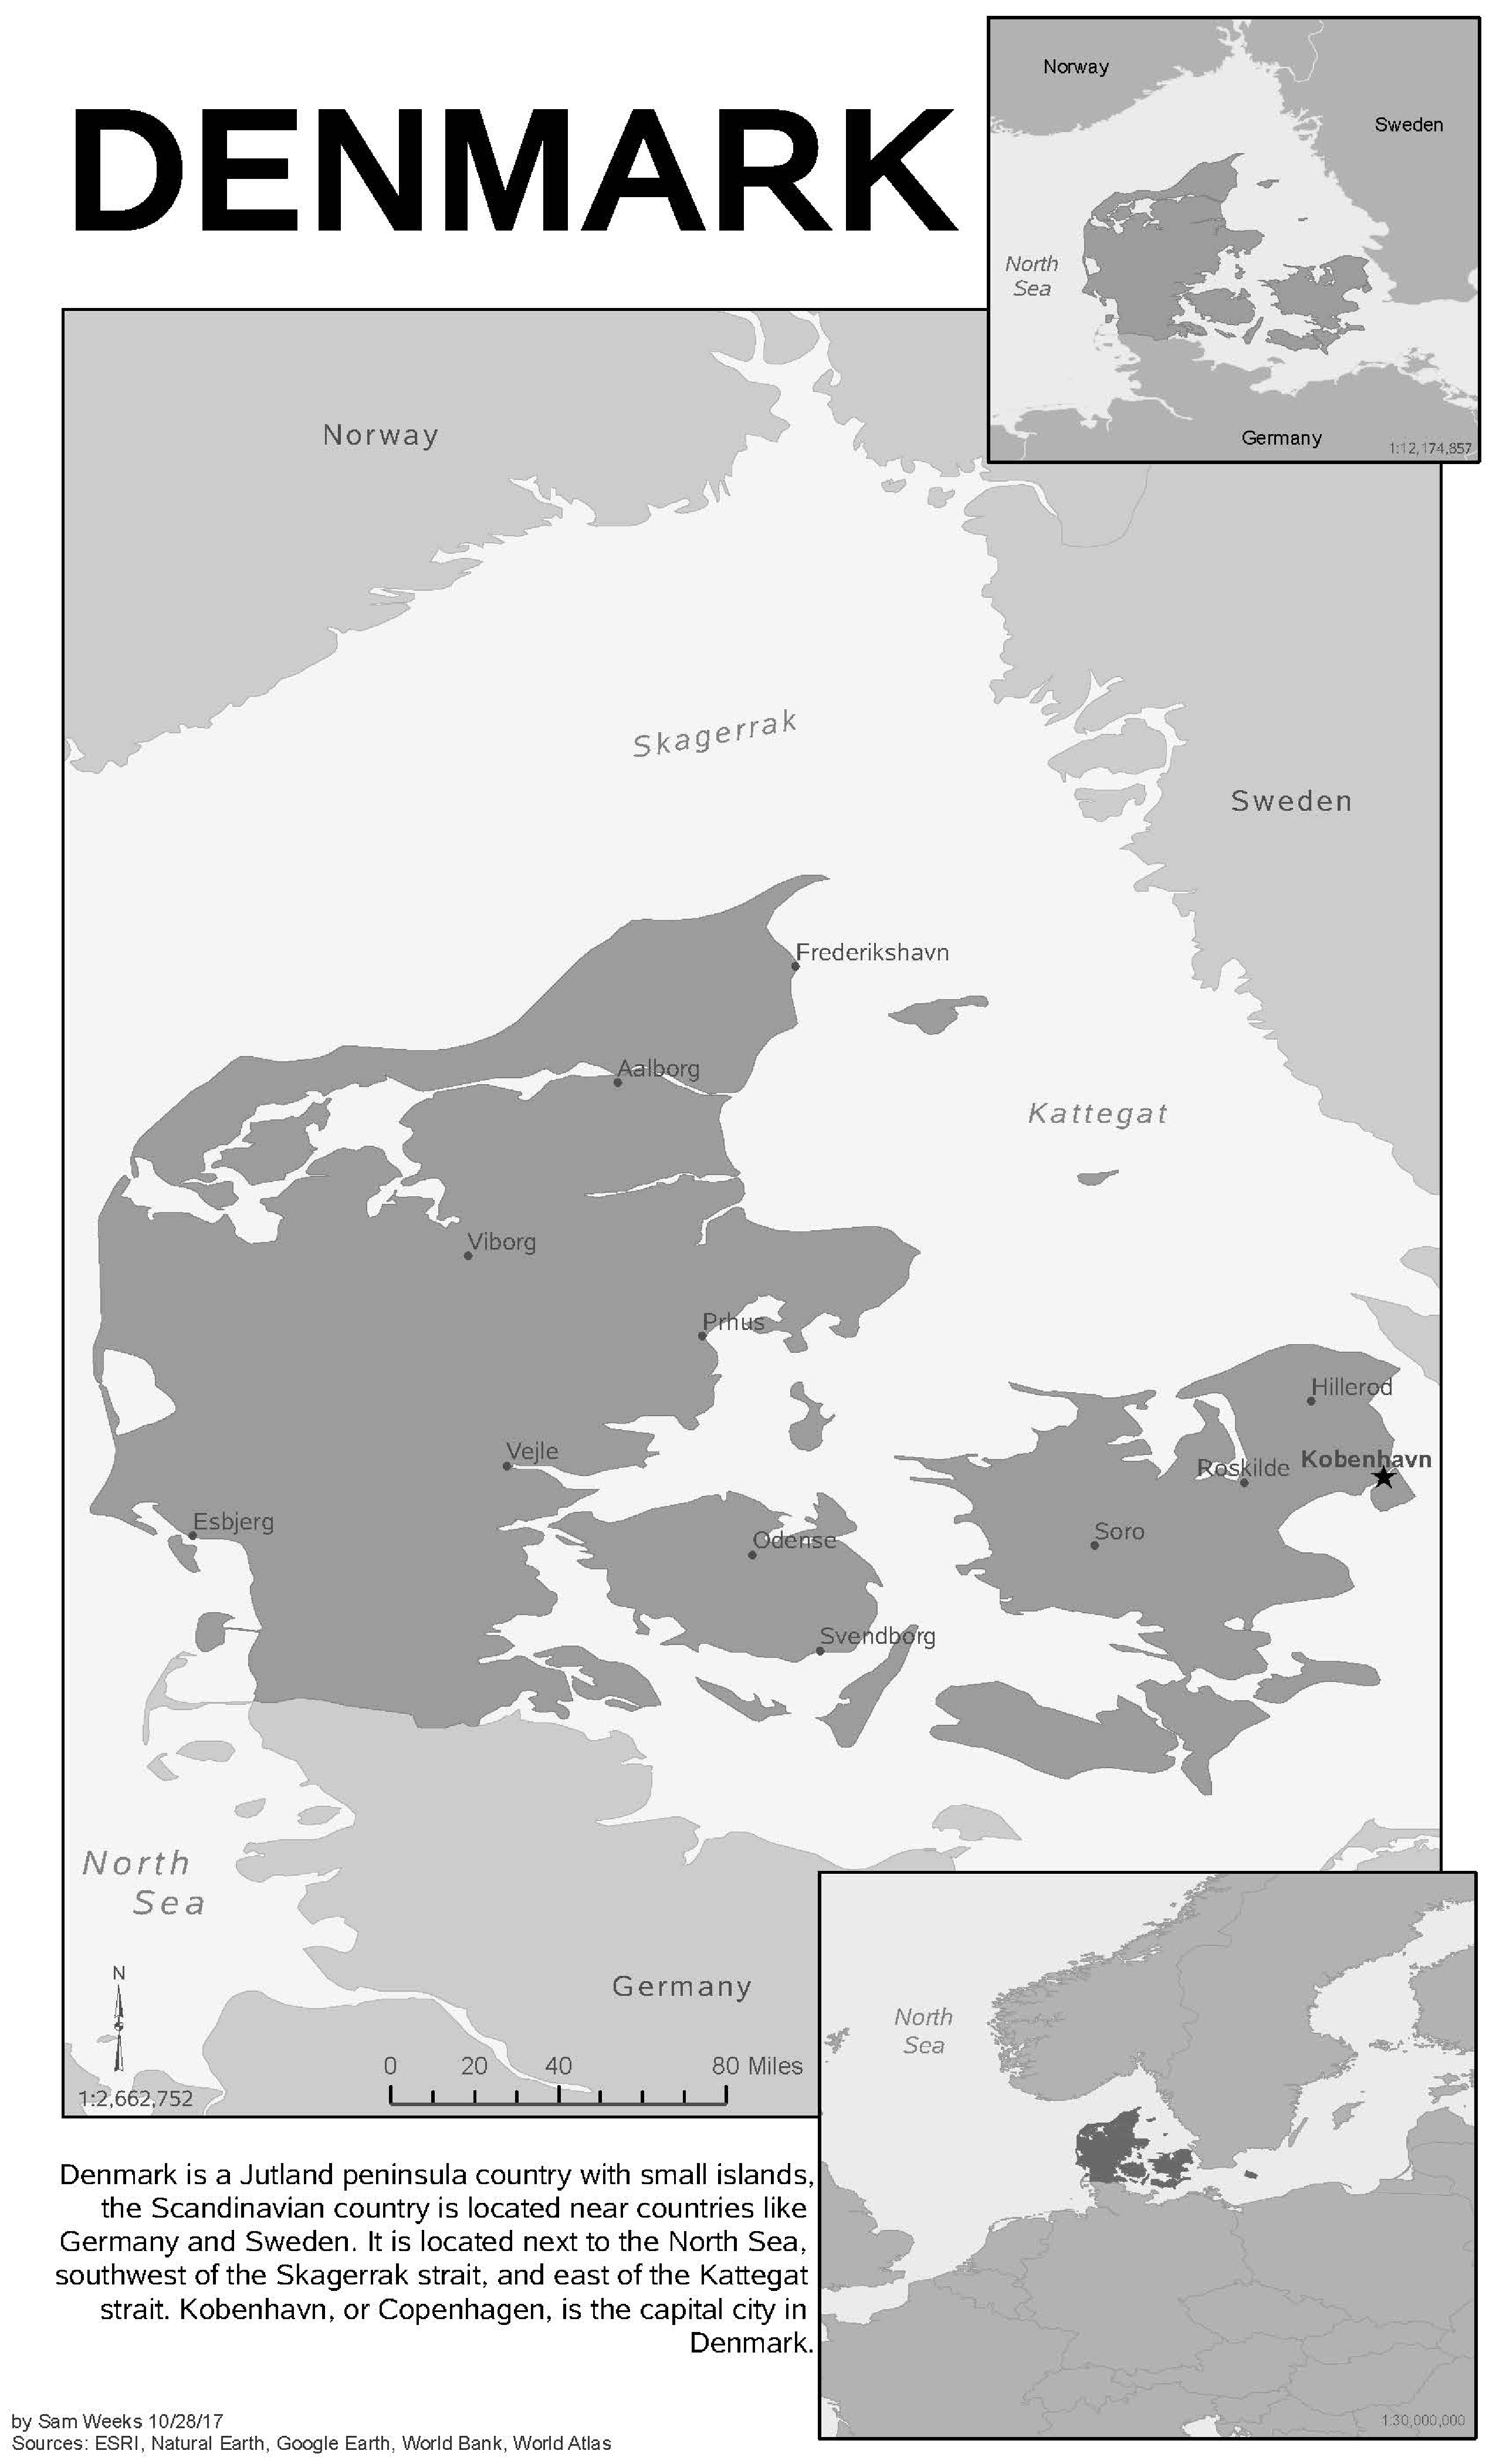 DENMARK
Norway
Sweden
North
Sea
Germany
1:12,174,857
Norway
Skagerrak
Sweden
Frederikshavn
Aalborg
Kattegat
Viborg
Prhus
Hillerod
Vejle
Roskilde
Kobenhavn
Esbjerg
Odense
Soro
Svendborg
North
Sea
N
Germany
0 20 40 80 Miles
1:2,662,752
North
Sea
1:30,000,000
Denmark is a Jutland peninsula country with small islands,
the Scandinavian country is located near countries like
Germany and Sweden. It is located next to the North Sea,
southwest of the Skagerrak strait, and east of the Kattegat
strait. Kobenhavn, or Copenhagen, is the capital city in
Denmark.
by Sam Weeks 10/28/17
Sources: ESRI, Natural Earth, Google Earth, World Bank, World Atlas